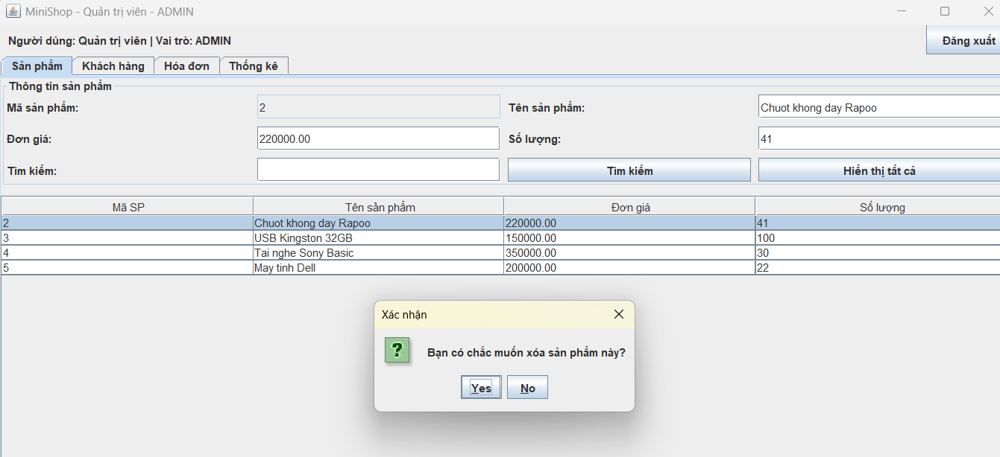 MiniShop - Quản trị viên - ADMIN
Người dùng: Quản trị viên | Vai trò: ADMIN
Đăng xuất
Sản phẩm Khách hàng Hóa đơn Thống kê
Thông tin sản phẩm
Mã sản phẩm: 2 Tên sản phẩm: Chuot khong day Rapoo
Đơn giá: 220000.00 Số lượng: 41
Tìm kiếm: Tìm kiếm Hiển thị tất cả
Mã SP Tên sản phẩm Đơn giá Số lượng
2 Chuot khong day Rapoo 220000.00 41
3 USB Kingston 32GB 150000.00 100
4 Tai nghe Sony Basic 350000.00 30
5 May tinh Dell 200000.00 22
Xác nhận
?
Bạn có chắc muốn xóa sản phẩm này?
Yes No